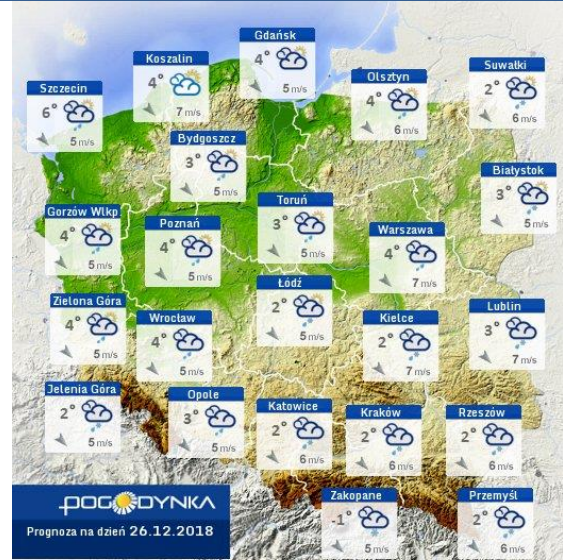 Gdańsk
4°
5 m/s
Koszalin
4°
7 m/s
Suwałki
2°
6 m/s
Olsztyn
4°
6 m/s
Szczecin
6°
5 m/s
Bydgoszcz
3°
5 m/s
Białystok
3°
5 m/s
Toruń
3°
5 m/s
Gorzów Wlkp
4°
5 m/s
Poznań
4°
5 m/s
Warszawa
4°
7 m/s
Łódź
2°
5 m/s
Zielona Góra
4°
5 m/s
Wrocław
4°
5 m/s
Kielce
2°
7 m/s
Lublin
3°
7 m/s
Jelenia Góra
2°
5 m/s
Opole
3°
5 m/s
Katowice
2°
6 m/s
Kraków
2°
6 m/s
Rzeszów
2°
6 m/s
Zakopane
-1°
5 m/s
Przemyśl
2°
6 m/s
POGODYNKA
Prognoza na dzień 26.12.2018